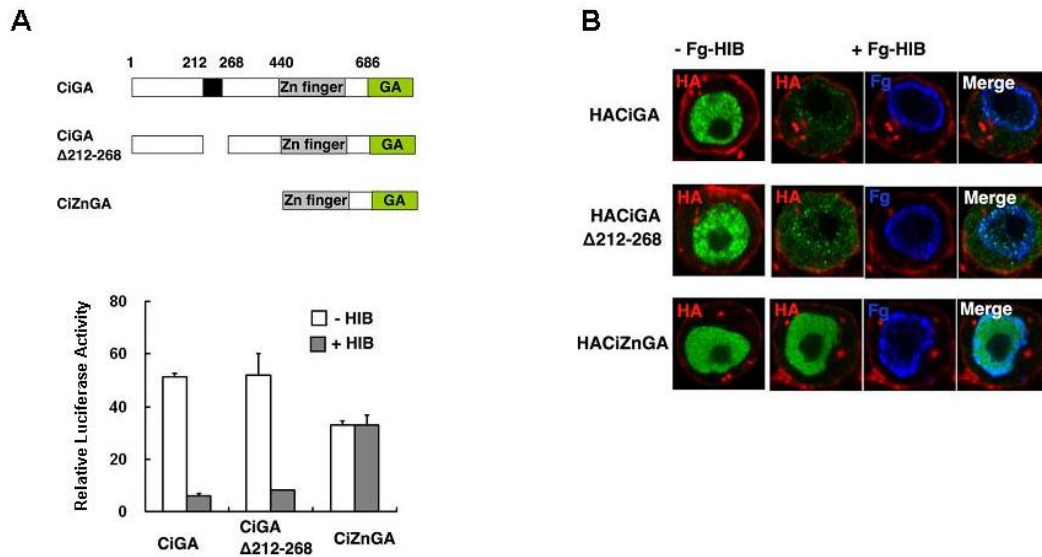 A
1 212 268 440 686
CiGA Zn finger GA
CiGA
Δ212-268
Zn finger GA
CiZnGA Zn finger GA
Relative Luciferase Activity
80
60
40
20
0
- HIB
+ HIB
CiGA
CiGA
Δ212-268
CiZnGA
B
- Fg-HIB + Fg-HIB
HACiGA
HA HA Fg Merge
HACiGA
Δ212-268
HA HA Fg Merge
HACiZnGA
HA HA Fg Merge